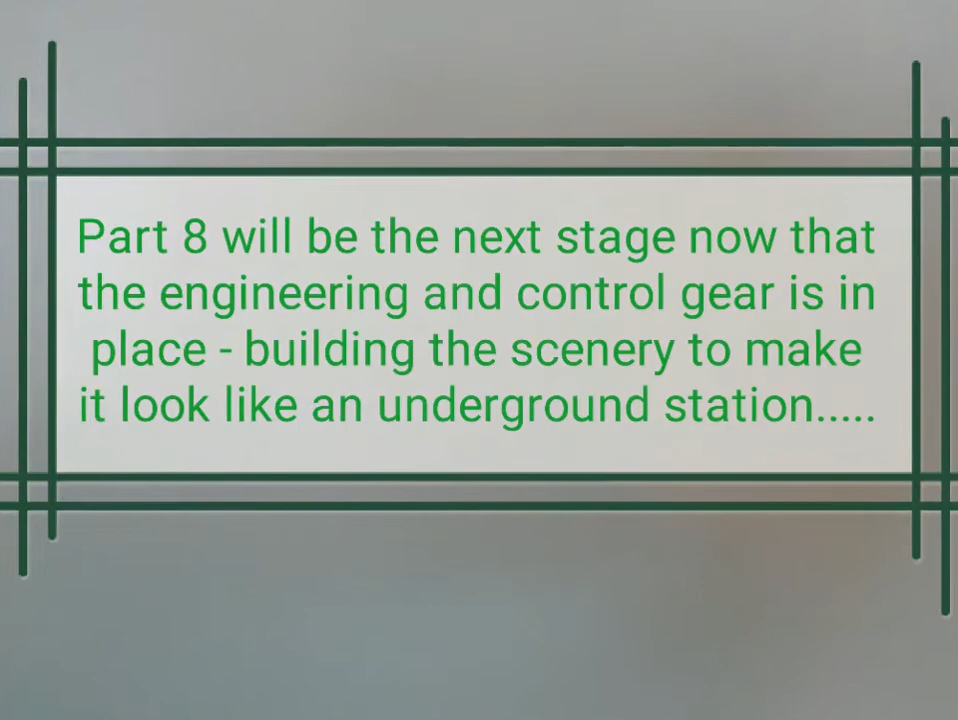 Part 8 will be the next stage now that
the engineering and control gear is in
place - building the scenery to make
it look like an underground station.....